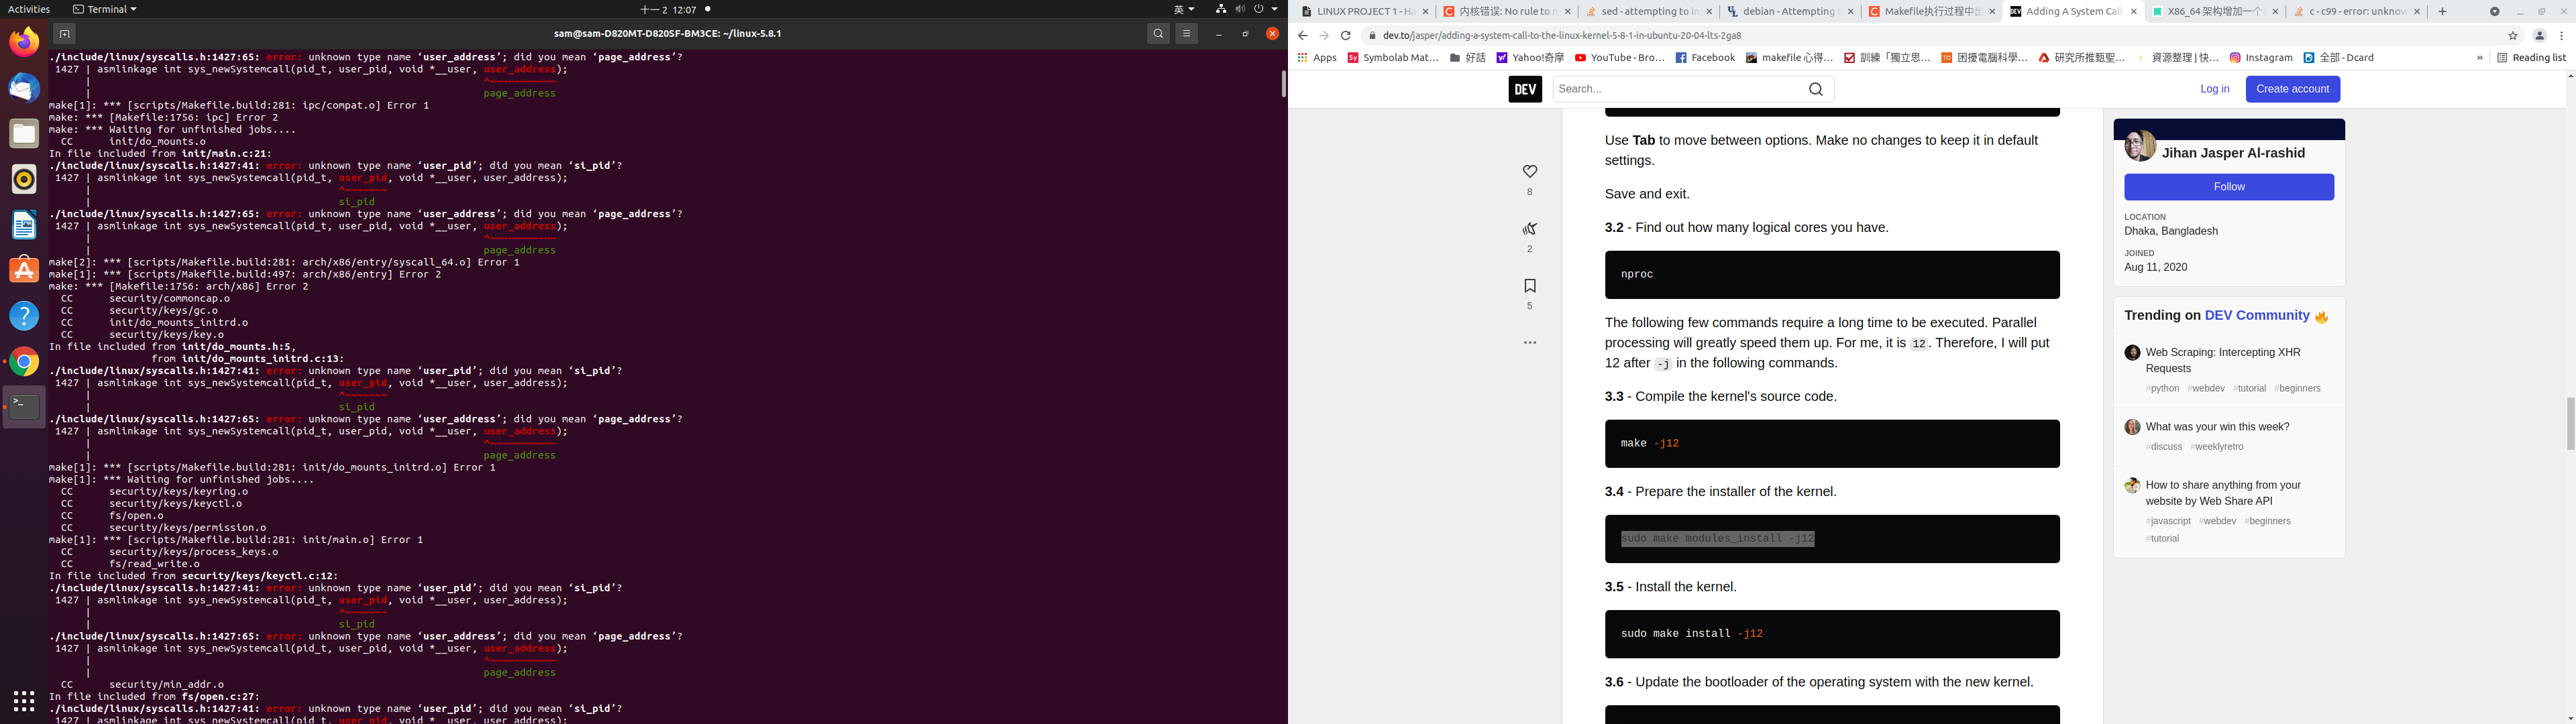 Activities
Terminal
十一 2 12:07
英
sam@sam-D820MT-D820SF-BM3CE: ~/linux-5.8.1
./include/linux/syscalls.h:1427:65: error: unknown type name ‘user_address’; did you mean ‘page_address’?
1427 | asmlinkage int sys_newSystemcall(pid_t, user_pid, void *__user, user_address);
| ^~~~~~~~~~~~
| page_address
make[1]: *** [scripts/Makefile.build:281: ipc/compat.o] Error 1
make: *** [Makefile:1756: ipc] Error 2
make: *** Waiting for unfinished jobs....
CC init/do_mounts.o
In file included from init/main.c:21:
./include/linux/syscalls.h:1427:41: error: unknown type name ‘user_pid’; did you mean ‘si_pid’?
1427 | asmlinkage int sys_newSystemcall(pid_t, user_pid, void *__user, user_address);
| ^~~~~~~~
| si_pid
./include/linux/syscalls.h:1427:65: error: unknown type name ‘user_address’; did you mean ‘page_address’?
1427 | asmlinkage int sys_newSystemcall(pid_t, user_pid, void *__user, user_address);
| ^~~~~~~~~~~~
| page_address
make[2]: *** [scripts/Makefile.build:281: arch/x86/entry/syscall_64.o] Error 1
make[1]: *** [scripts/Makefile.build:497: arch/x86/entry] Error 2
make: *** [Makefile:1756: arch/x86] Error 2
CC security/commoncap.o
CC security/keys/gc.o
CC init/do_mounts_initrd.o
CC security/keys/key.o
In file included from init/do_mounts.h:5,
from init/do_mounts_initrd.c:13:
./include/linux/syscalls.h:1427:41: error: unknown type name ‘user_pid’; did you mean ‘si_pid’?
1427 | asmlinkage int sys_newSystemcall(pid_t, user_pid, void *__user, user_address);
| ^~~~~~~~
| si_pid
./include/linux/syscalls.h:1427:65: error: unknown type name ‘user_address’; did you mean ‘page_address’?
1427 | asmlinkage int sys_newSystemcall(pid_t, user_pid, void *__user, user_address);
| ^~~~~~~~~~~~
| page_address
make[1]: *** [scripts/Makefile.build:281: init/do_mounts_initrd.o] Error 1
make[1]: *** Waiting for unfinished jobs....
CC security/keys/keyring.o
CC security/keys/keyctl.o
CC fs/open.o
CC security/keys/permission.o
make[1]: *** [scripts/Makefile.build:281: init/main.o] Error 1
CC security/keys/process_keys.o
CC fs/read_write.o
In file included from security/keys/keyctl.c:12:
./include/linux/syscalls.h:1427:41: error: unknown type name ‘user_pid’; did you mean ‘si_pid’?
1427 | asmlinkage int sys_newSystemcall(pid_t, user_pid, void *__user, user_address);
| ^~~~~~~~
| si_pid
./include/linux/syscalls.h:1427:65: error: unknown type name ‘user_address’; did you mean ‘page_address’?
1427 | asmlinkage int sys_newSystemcall(pid_t, user_pid, void *__user, user_address);
| ^~~~~~~~~~~~
| page_address
CC security/min_addr.o
In file included from fs/open.c:27:
./include/linux/syscalls.h:1427:41: error: unknown type name ‘user_pid’; did you mean ‘si_pid’?
1427 | asmlinkage int sys_newSystemcall(pid_t, user_pid, void *__user, user_address);
LINUX PROJECT 1 - Ha
内核错误: No rule to m
sed - attempting to in
debian - Attempting t
Makefile执行过程中出
Adding A System Call
X86_64 架构增加一个
c - c99 - error: unknow
dev.to/jasper/adding-a-system-call-to-the-linux-kernel-5-8-1-in-ubuntu-20-04-lts-2ga8
Apps
Symbolab Mat…
好話
Yahoo!奇摩
YouTube - Bro…
Facebook
makefile 心得…
訓練「獨立思…
困擾電腦科學…
研究所推甄聖…
資源整理 | 快…
Instagram
全部 - Dcard
»
Reading list
DEV
Search...
Log in
Create account
Use Tab to move between options. Make no changes to keep it in default
settings.
Save and exit.
3.2 - Find out how many logical cores you have.
nproc
The following few commands require a long time to be executed. Parallel
processing will greatly speed them up. For me, it is 12. Therefore, I will put
12 after -j in the following commands.
3.3 - Compile the kernel's source code.
make -j12
3.4 - Prepare the installer of the kernel.
sudo make modules_install -j12
3.5 - Install the kernel.
sudo make install -j12
3.6 - Update the bootloader of the operating system with the new kernel.
8
2
5
Jihan Jasper Al-rashid
Follow
LOCATION
Dhaka, Bangladesh
JOINED
Aug 11, 2020
Trending on DEV Community 🔥
Web Scraping: Intercepting XHR
Requests
#python #webdev #tutorial #beginners
What was your win this week?
#discuss #weeklyretro
How to share anything from your
website by Web Share API
#javascript #webdev #beginners
#tutorial